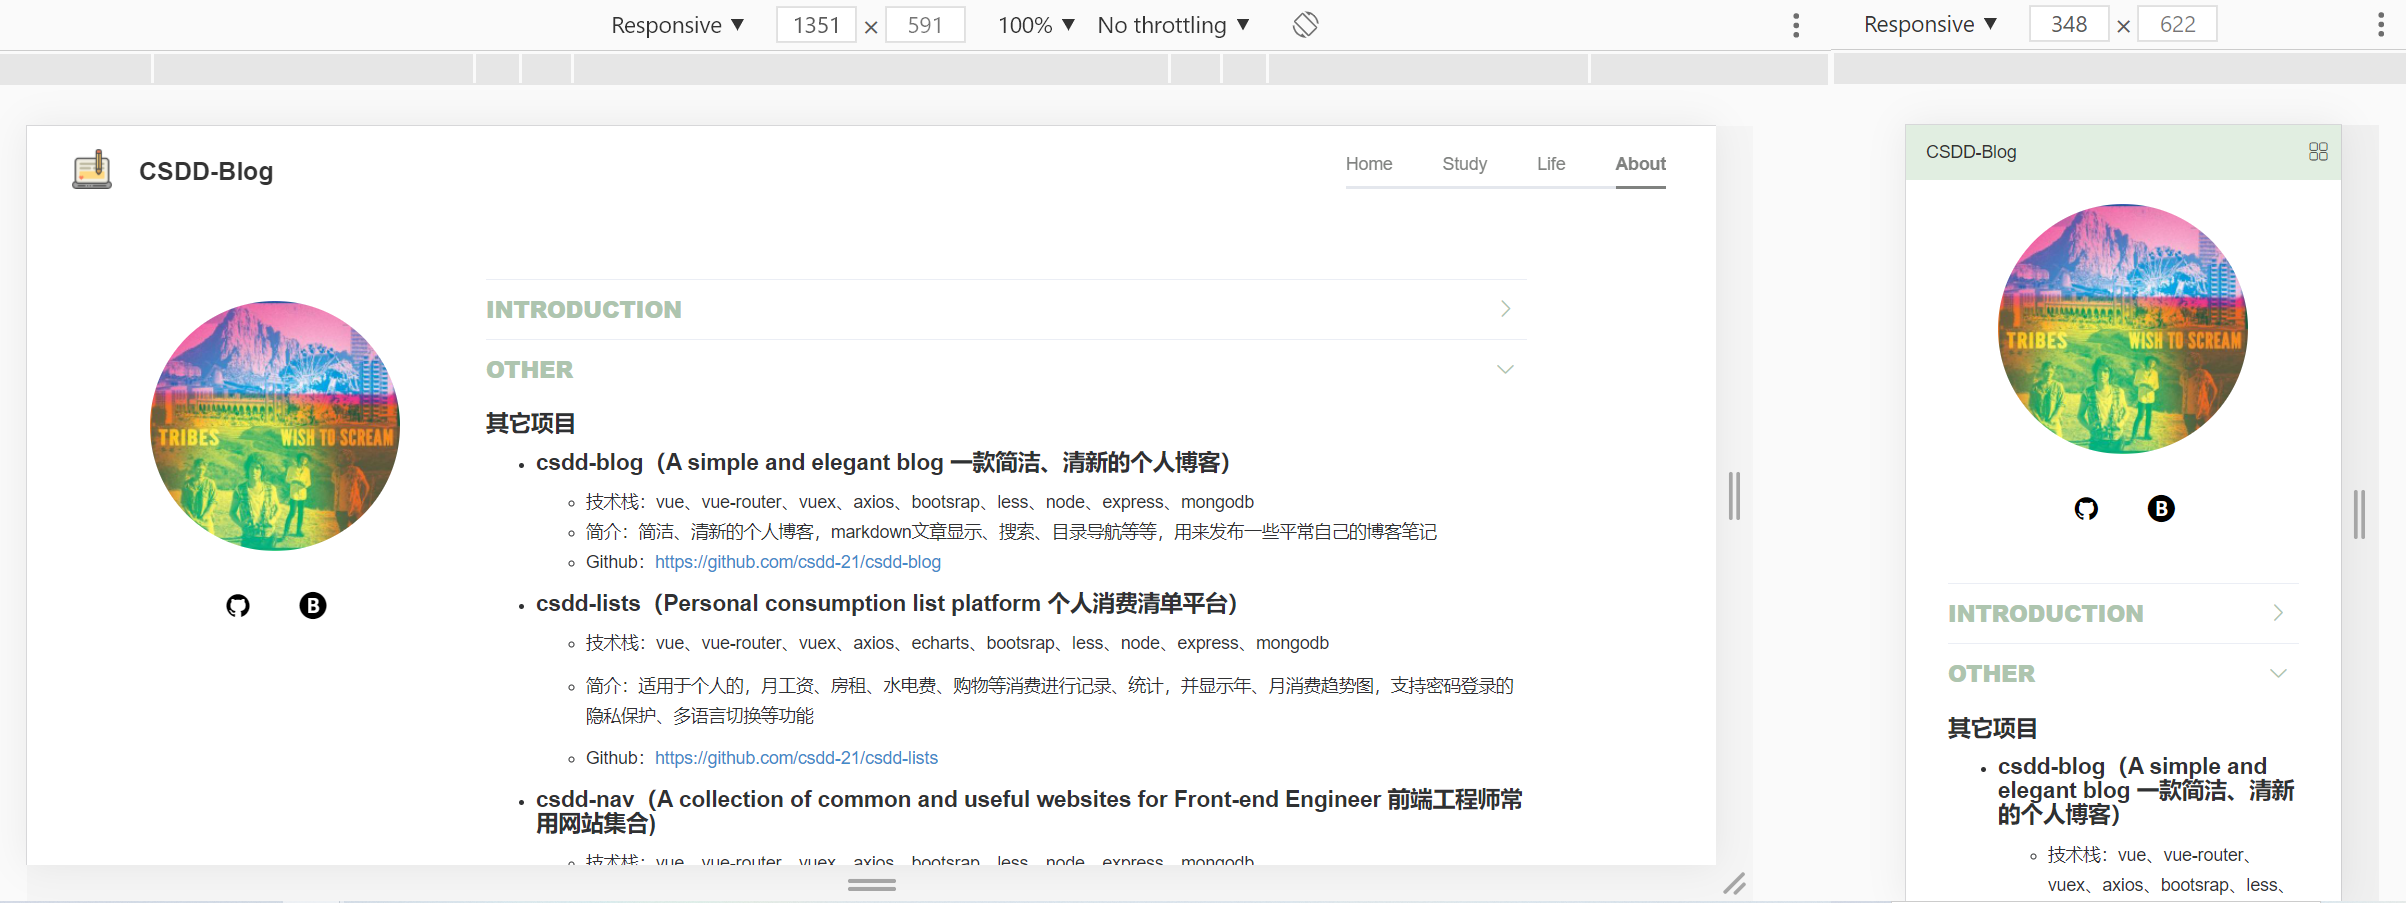 Responsive ▼ 1351 × 591 100% ▼ No throttling ▼
CSDD-Blog
Home Study Life About
TRIBES WISH TO SCREAM
B
INTRODUCTION
OTHER
其它项目
csdd-blog（A simple and elegant blog 一款简洁、清新的个人博客）
技术栈：vue、vue-router、vuex、axios、bootsrap、less、node、express、mongodb
简介：简洁、清新的个人博客，markdown文章显示、搜索、目录导航等等，用来发布一些平常自己的博客笔记
Github：https://github.com/csdd-21/csdd-blog
csdd-lists（Personal consumption list platform 个人消费清单平台）
技术栈：vue、vue-router、vuex、axios、echarts、bootsrap、less、node、express、mongodb
简介：适用于个人的，月工资、房租、水电费、购物等消费进行记录、统计，并显示年、月消费趋势图，支持密码登录的
隐私保护、多语言切换等功能
Github：https://github.com/csdd-21/csdd-lists
csdd-nav（A collection of common and useful websites for Front-end Engineer 前端工程师常
用网站集合)
技术栈：vue、vue-router、vuex、axios、bootsrap、less、node、express、mongodb
Responsive ▼ 348 × 622
CSDD-Blog
TRIBES WISH TO SCREAM
B
INTRODUCTION
OTHER
其它项目
csdd-blog（A simple and
elegant blog 一款简洁、清新
的个人博客）
技术栈：vue、vue-router、
vuex、axios、bootsrap、less、